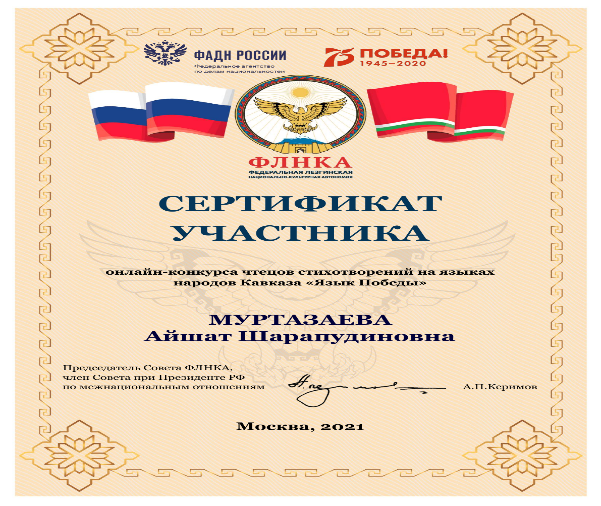 ФАДН РОССИИ
Федеральное агентство
по делам национальностей
75 ПОБЕДА!
1945–2020
ФЛНКА
ФЕДЕРАЛЬНАЯ ЛЕЗГИНСКАЯ
НАЦИОНАЛЬНО-КУЛЬТУРНАЯ АВТОНОМИЯ
СЕРТИФИКАТ
УЧАСТНИКА
онлайн-конкурса чтецов стихотворений на языках
народов Кавказа «Язык Победы»
МУРТАЗАЕВА
Айшат Шарапудиновна
Председатель Совета ФЛНКА,
член Совета при Президенте РФ
по межнациональным отношениям
А.П.Керимов
Москва, 2021